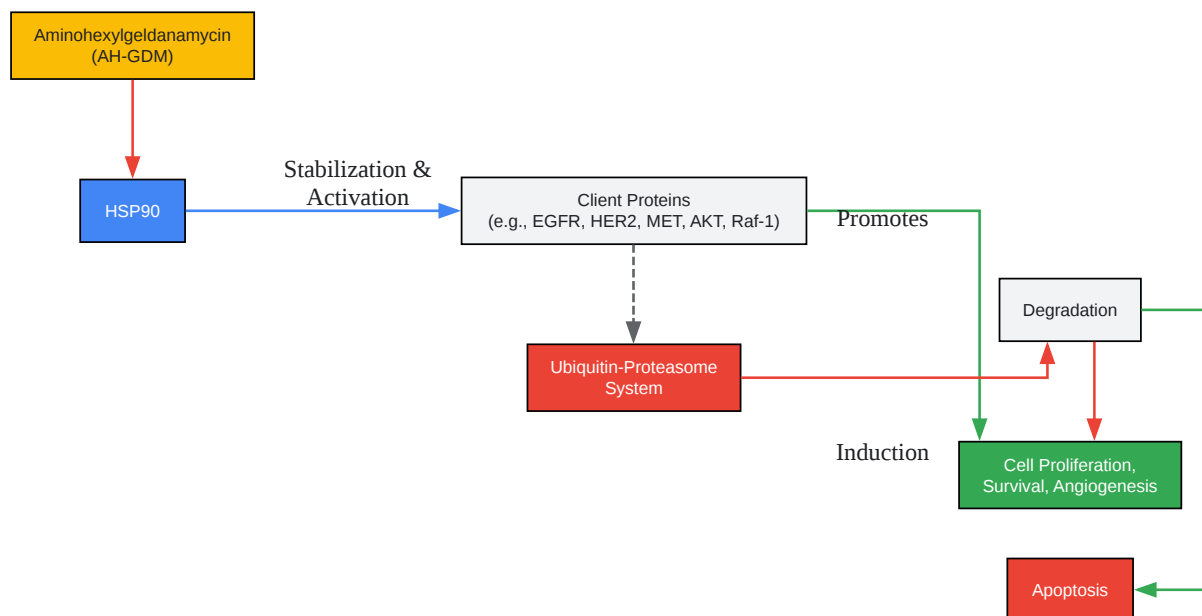 Aminohexylgeldanamycin
(AH-GDM)
Stabilization &
Activation
HSP90
Client Proteins
(e.g., EGFR, HER2, MET, AKT, Raf-1)
Promotes
Degradation
Ubiquitin-Proteasome
System
Induction
Cell Proliferation,
Survival, Angiogenesis
Apoptosis